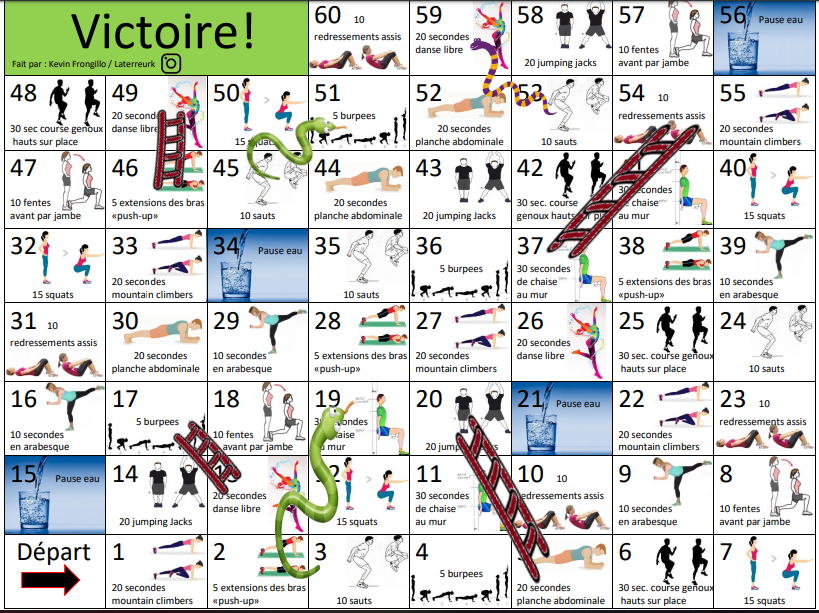 Victoire!
Fait par : Kevin Frongillo / Laterreurk
60 10
redressements assis
59
20 secondes
danse libre
58
20 jumping jacks
57
10 fentes
avant par jambe
56 Pause eau
48
30 sec course genoux
hauts sur place
49
20 secondes
danse libre
50
15 squats
51
5 burpees
52
20 secondes
planche abdominale
53
10 sauts
54 10
redressements assis
55
20 secondes
mountain climbers
47
10 fentes
avant par jambe
46
5 extensions des bras
«push-up»
45
10 sauts
44
20 secondes
planche abdominale
43
20 jumping Jacks
42
30 sec. course
genoux hauts
30 secondes
chaise
au mur
40
15 squats
32
15 squats
33
20 secondes
mountain climbers
34 Pause eau
35
10 sauts
36
5 burpees
37
30 secondes
de chaise
au mur
38
5 extensions des bras
«push-up»
39
10 secondes
en arabesque
31 10
redressements assis
30
20 secondes
planche abdominale
29
10 secondes
en arabesque
28
5 extensions des bras
«push-up»
27
20 secondes
mountain climbers
26
20 secondes
danse libre
25
30 sec. course genoux
hauts sur place
24
10 sauts
16
10 secondes
en arabesque
17
5 burpees
18
10 fentes
avant par jambe
19
chaise
mur
20
20 jumping
21 Pause eau
22
20 secondes
mountain climbers
23
10
redressements assis
15 Pause eau
14
20 jumping Jacks
20 secondes
danse libre
12
15 squats
11
30 secondes
de chaise
au mur
10 10
redressements assis
9
10 secondes
en arabesque
8
10 fentes
avant par jambe
Départ
1
20 secondes
mountain climbers
2
5 extensions des bras
«push-up»
3
10 sauts
4
5 burpees
20 secondes
planche abdominale
6
30 sec. course genoux
hauts sur place
7
15 squats